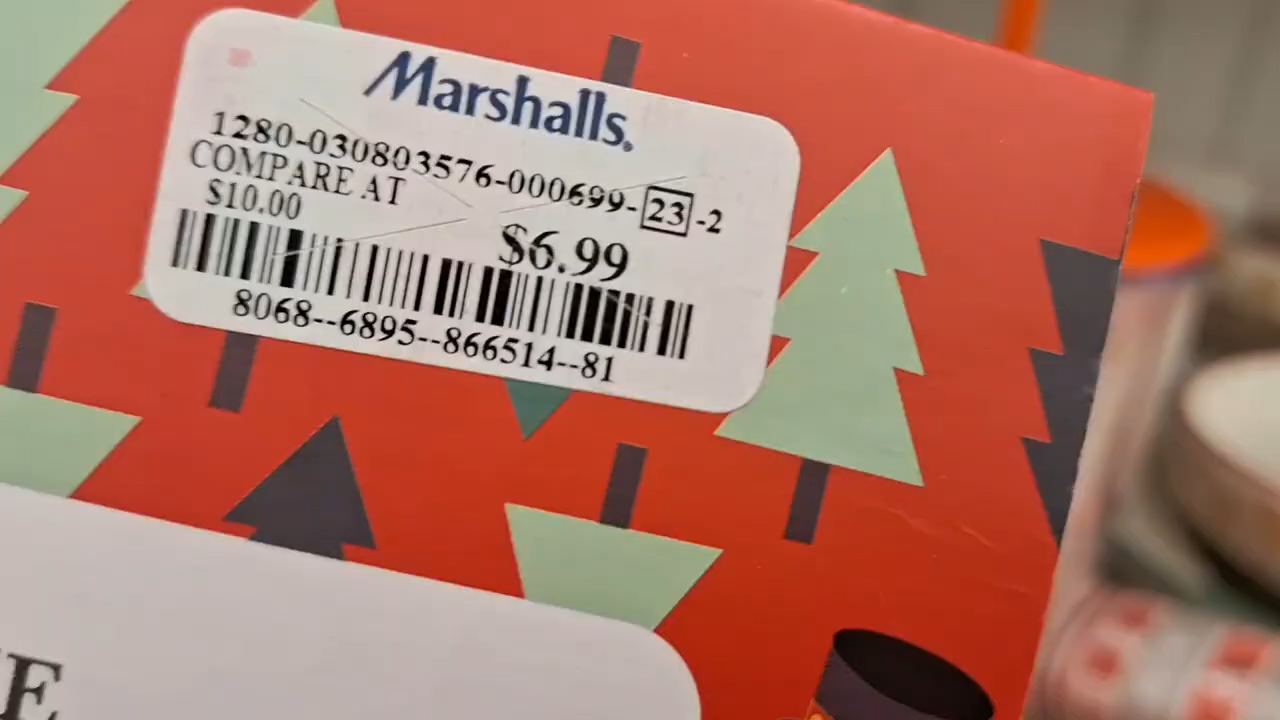 Marshalls.
1280-030803576-000699-23-2
COMPARE AT
$10.00
$6.99
8068--6895--866514--81
E